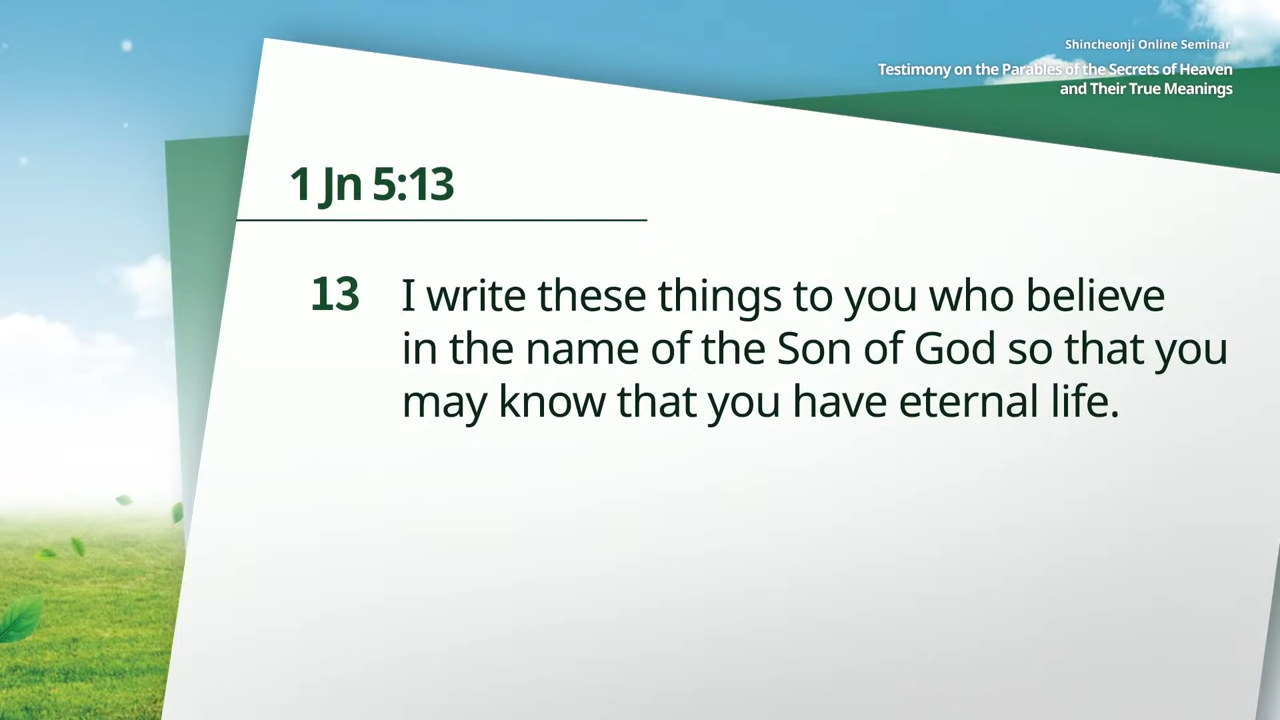 Shincheonji Online Seminar
Testimony on the Parables of the Secrets of Heaven
and Their True Meanings
1 Jn 5:13
13 I write these things to you who believe
in the name of the Son of God so that you
may know that you have eternal life.